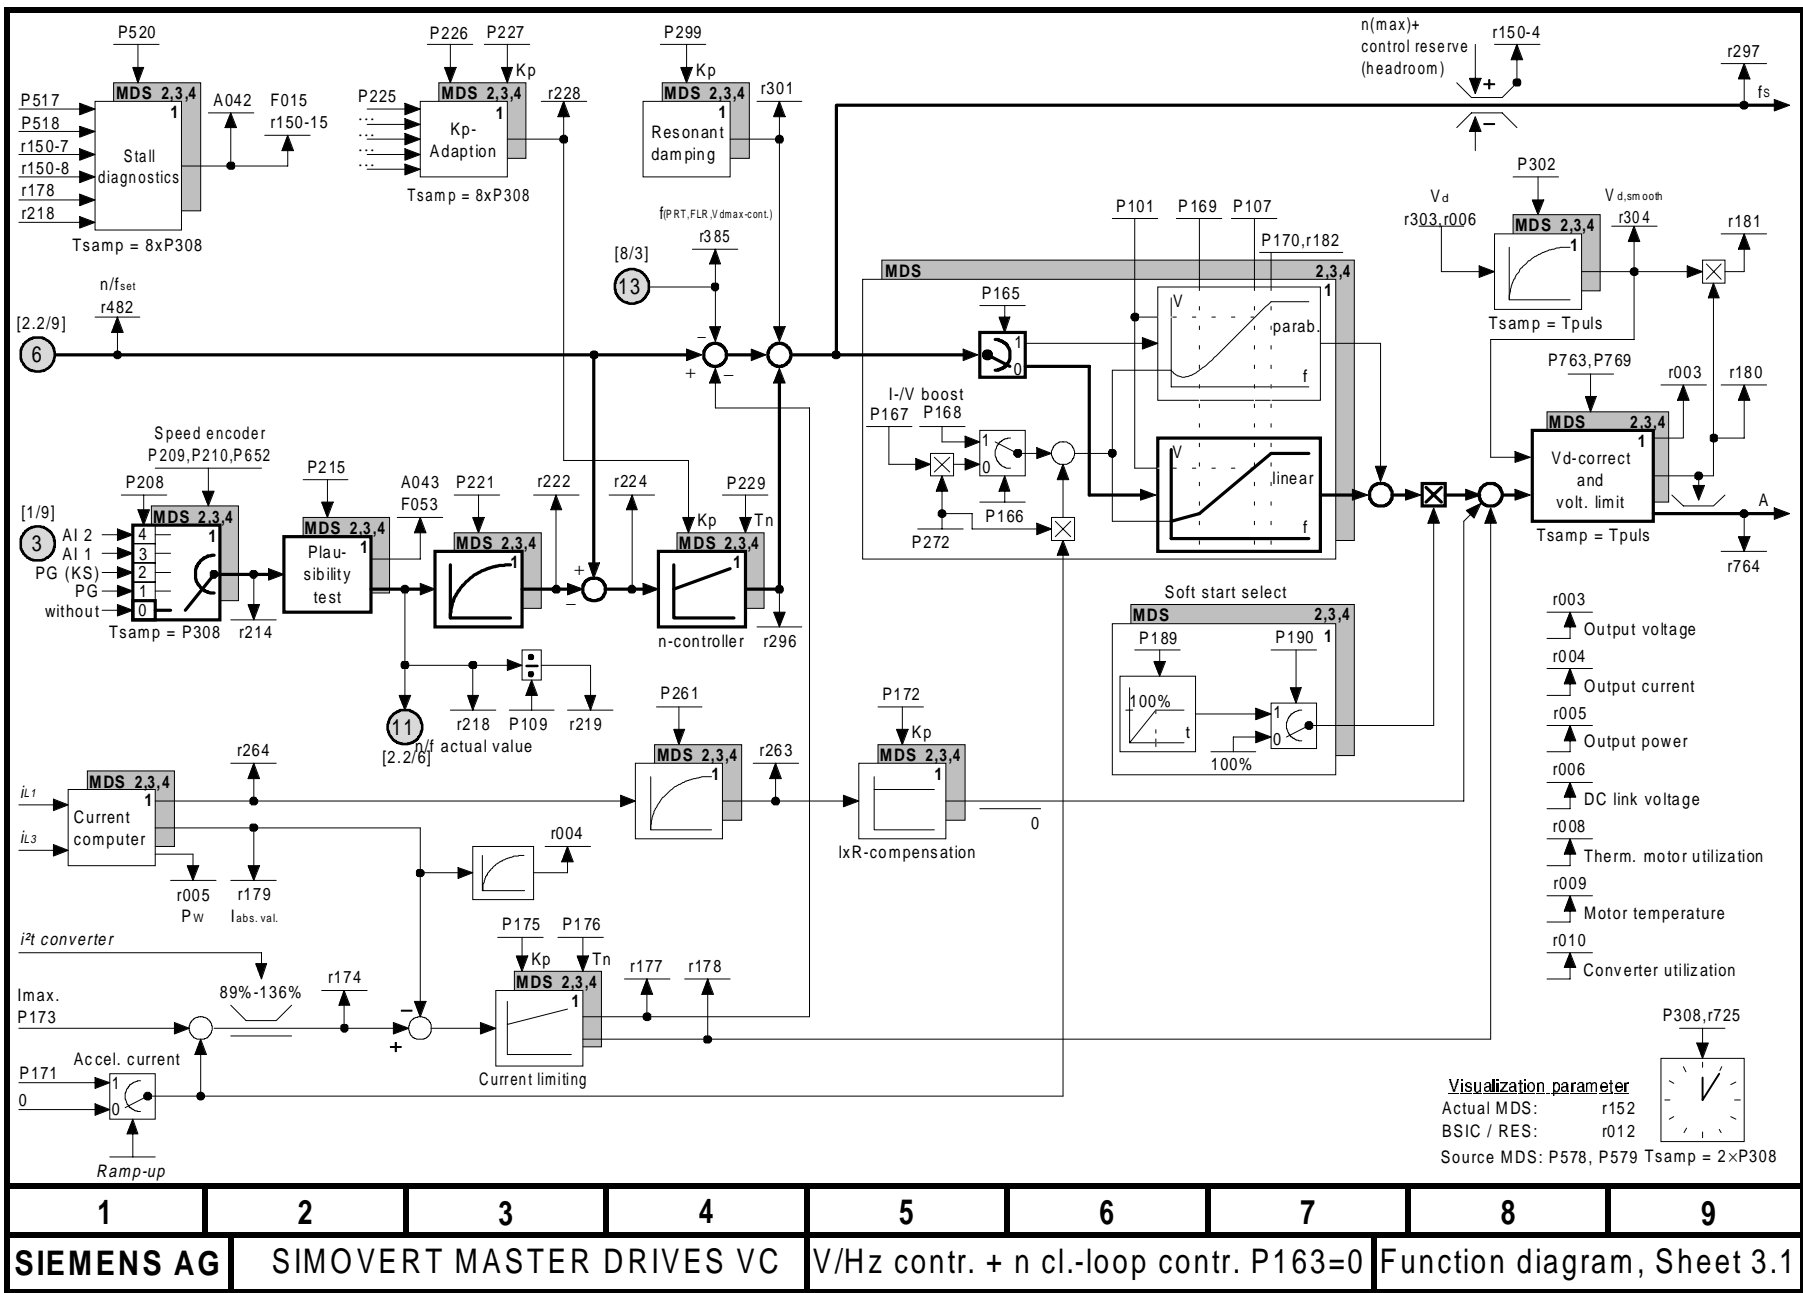 P520
MDS 2,3,4
1
P517
P518
r150-7
r150-8
r178
r218
Stall
diagnostics
A042
F015
r150-15
Tsamp = 8xP308
P226
P227
Kp
MDS 2,3,4
1
P225
...
...
...
...
Kp-
Adaption
r228
Tsamp = 8xP308
P299
Kp
MDS 2,3,4
1
r301
Resonant
damping
n(max)+
control reserve
(headroom)
+
−
r150-4
r297
fs
f(PRT,FLR,Vdmax-cont.)
r385
[8/3]
13
n/fset
r482
[2.2/9]
6
−
+
−
P101
P169
P107
P170,r182
MDS
2,3,4
1
P165
1
0
V
parab.
f
I-/V boost
P167
P168
1
0
P166
P272
V
linear
f
P302
MDS 2,3,4
1
Vd
r303,r006
Vd,smooth
r304
r181
Tsamp = Tpuls
P763,P769
r003
r180
MDS
2,3,4
1
Vd-correct
and
volt. limit
Tsamp = Tpuls
A
r764
Speed encoder
P209,P210,P652
P208
MDS 2,3,4
1
[1/9]
3
AI 2
4
AI 1
3
PG (KS)
2
PG
1
without
0
Tsamp = P308
r214
P215
MDS 2,3,4
1
Plau-
sibility
test
A043
F053
P221
MDS 2,3,4
1
r222
+
−
r224
Kp
P229
Tn
MDS 2,3,4
1
n-controller
r296
11
[2.2/6]
n/f actual value
r218
P109
r219
÷
Soft start select
MDS
2,3,4
1
P189
P190
100%
t
1
0
100%
r003
Output voltage
r004
Output current
r005
Output power
r006
DC link voltage
r008
Therm. motor utilization
r009
Motor temperature
r010
Converter utilization
iL1
iL3
MDS 2,3,4
1
Current
computer
r264
r005
PW
r179
Iabs. val.
P261
MDS 2,3,4
1
r263
P172
Kp
MDS 2,3,4
1
IxR-compensation
0
r004
i²t converter
89%-136%
r174
Imax.
P173
−
+
P175
P176
Kp
Tn
MDS 2,3,4
1
r177
r178
Current limiting
Accel. current
P171
0
1
0
Ramp-up
P308,r725
Visualization parameter
Actual MDS: r152
BSIC / RES: r012
Source MDS: P578, P579
Tsamp = 2×P308
1 2 3 4 5 6 7 8 9
SIEMENS AG
SIMOVERT MASTER DRIVES VC
V/Hz contr. + n cl.-loop contr. P163=0
Function diagram, Sheet 3.1